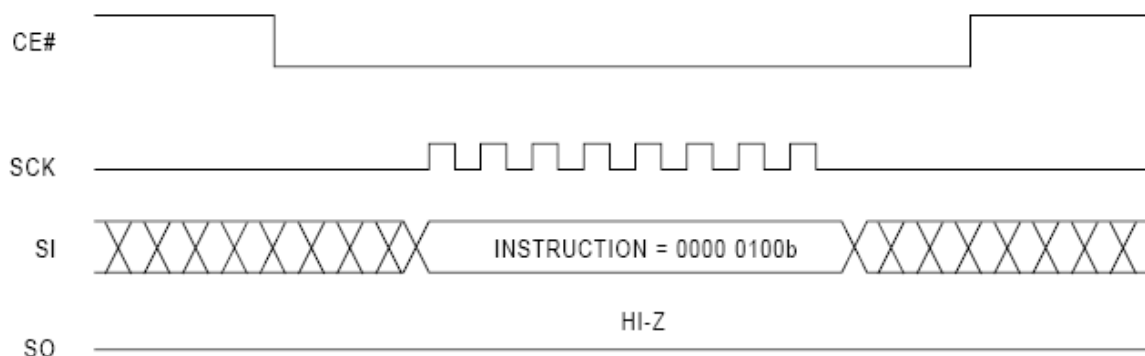 CE#
SCK
SI INSTRUCTION = 0000 0100b
HI-Z
SO